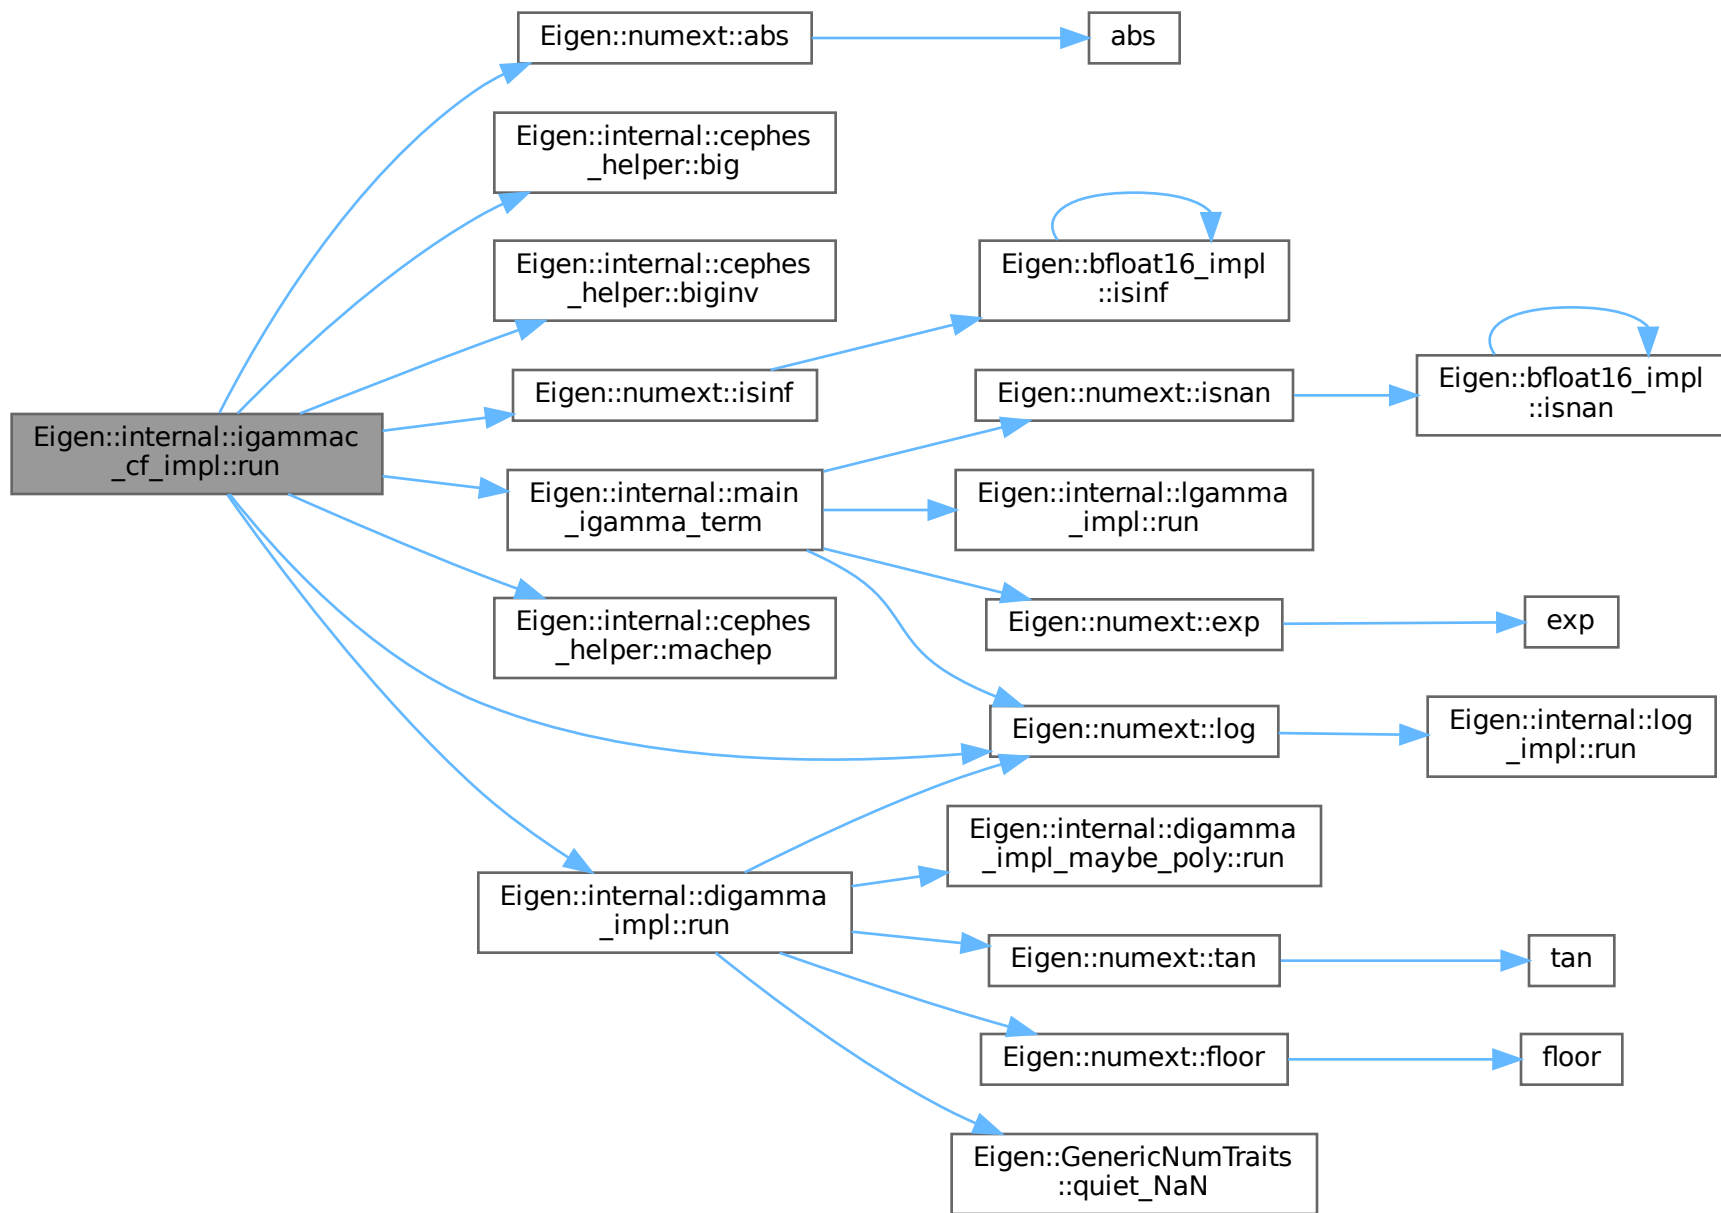 Eigen::numext::abs
abs
Eigen::internal::cephes
_helper::big
Eigen::internal::cephes
_helper::biginv
Eigen::bfloat16_impl
::isinf
Eigen::numext::isinf
Eigen::numext::isnan
Eigen::bfloat16_impl
::isnan
Eigen::internal::igammac
_cf_impl::run
Eigen::internal::main
_igamma_term
Eigen::internal::lgamma
_impl::run
Eigen::internal::cephes
_helper::machep
Eigen::numext::exp
exp
Eigen::numext::log
Eigen::internal::log
_impl::run
Eigen::internal::digamma
_impl_maybe_poly::run
Eigen::internal::digamma
_impl::run
Eigen::numext::tan
tan
Eigen::numext::floor
floor
Eigen::GenericNumTraits
::quiet_NaN